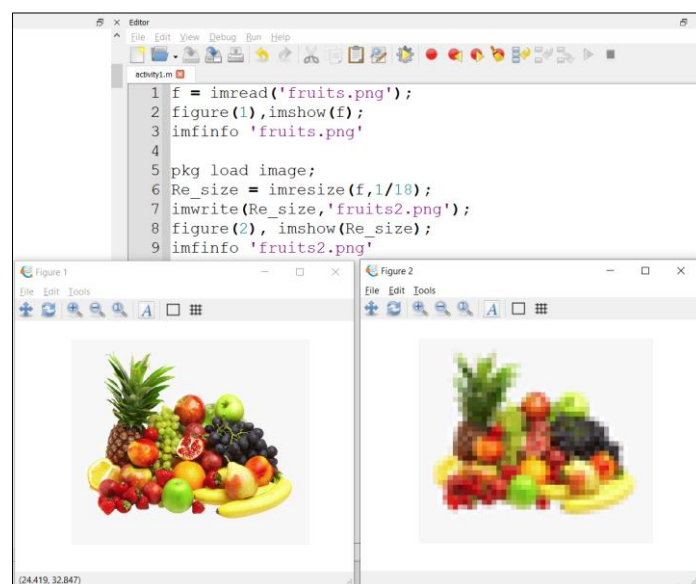 Editor
File Edit View Debug Run Help
activity1.m
1 f = imread('fruits.png');
2 figure(1),imshow(f);
3 imfinfo 'fruits.png'
4
5 pkg load image;
6 Re_size = imresize(f,1/18);
7 imwrite(Re_size,'fruits2.png');
8 figure(2), imshow(Re_size);
9 imfinfo 'fruits2.png'
Figure 1
File Edit Tools
A
(24.419, 32.847)
Figure 2
File Edit Tools
A